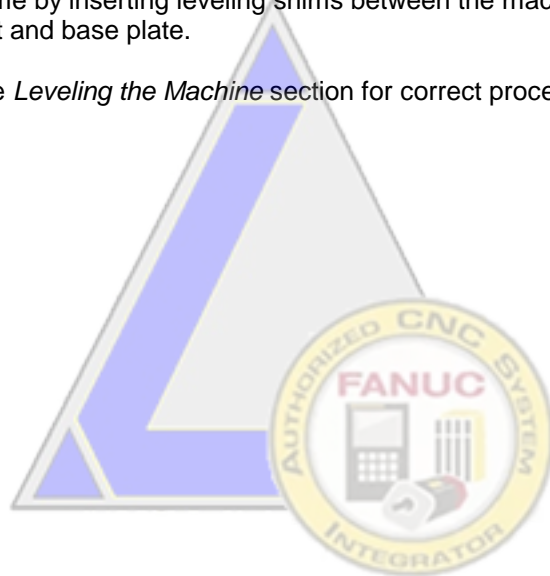 me by inserting leveling shims between the mac
t and base plate.
e Leveling the Machine section for correct proce
AUTHORIZED CNC SYSTEM
FANUC
INTEGRATOR